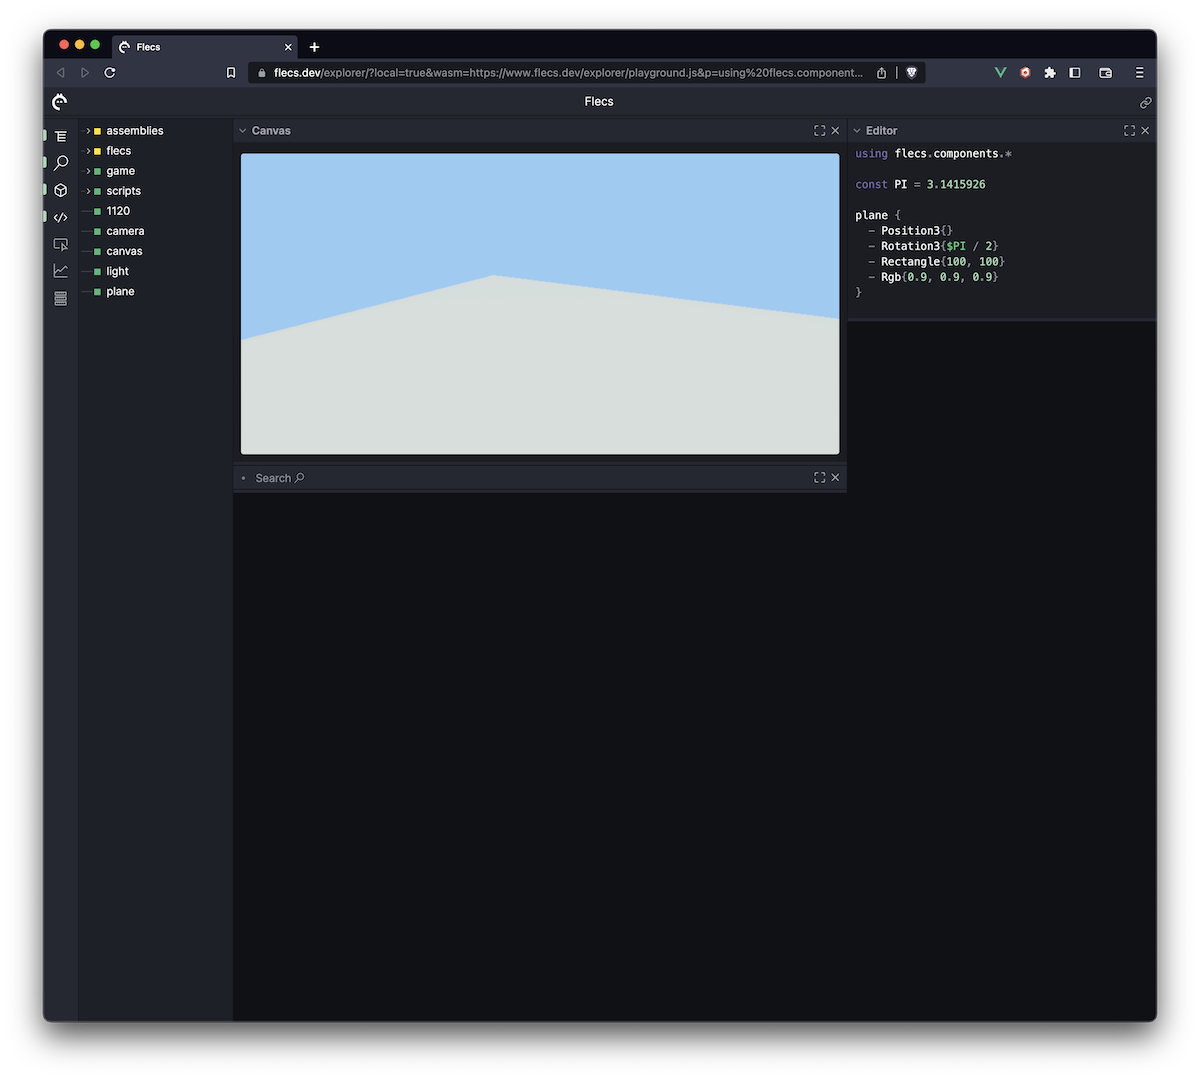 Flecs
flecs.dev/explorer/?local=true&wasm=https://www.flecs.dev/explorer/playground.js&p=using%20flecs.component...
Flecs
assemblies
flecs
game
scripts
1120
camera
canvas
light
plane
Canvas
Search
Editor
using flecs.components.*
const PI = 3.1415926
plane {
- Position3{}
- Rotation3{$PI / 2}
- Rectangle{100, 100}
- Rgb{0.9, 0.9, 0.9}
}